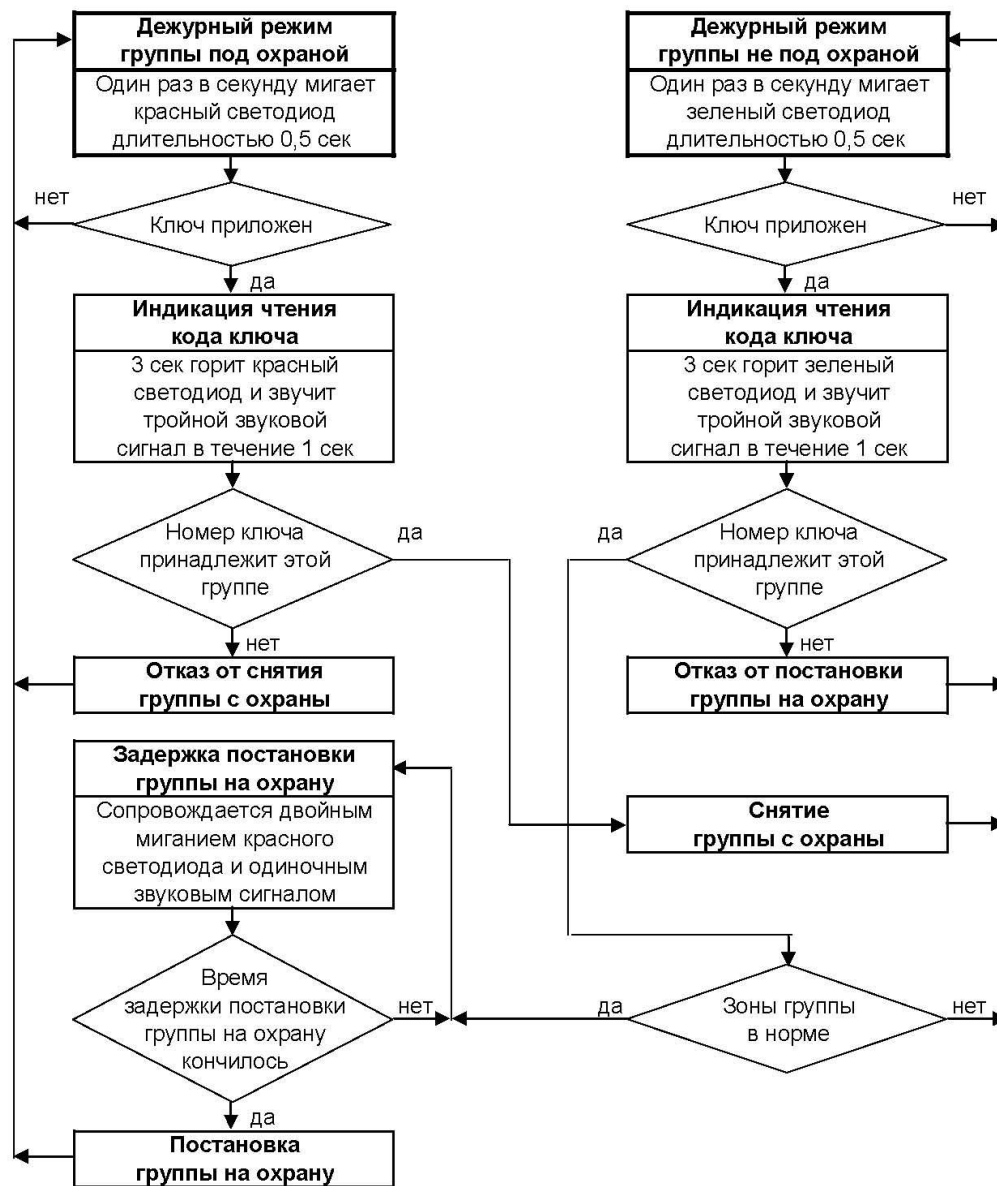 Дежурный режим
группы под охраной
Один раз в секунду мигает
красный светодиод
длительностью 0,5 сек
нет
Ключ приложен
да
Индикация чтения
кода ключа
3 сек горит красный
светодиод и звучит
тройной звуковой
сигнал в течение 1 сек
Номер ключа
принадлежит этой
группе
да
нет
Отказ от снятия
группы с охраны
Задержка постановки
группы на охрану
Сопровождается двойным
миганием красного
светодиода и одиночным
звуковым сигналом
Время
задержки постановки
группы на охрану
кончилось
нет
да
Постановка
группы на охрану
Дежурный режим
группы не под охраной
Один раз в секунду мигает
зеленый светодиод
длительностью 0,5 сек
Ключ приложен
нет
да
Индикация чтения
кода ключа
3 сек горит зеленый
светодиод и звучит
тройной звуковой
сигнал в течение 1 сек
да
Номер ключа
принадлежит этой
группе
нет
Отказ от постановки
группы на охрану
Снятие
группы с охраны
да
Зоны группы
в норме
нет